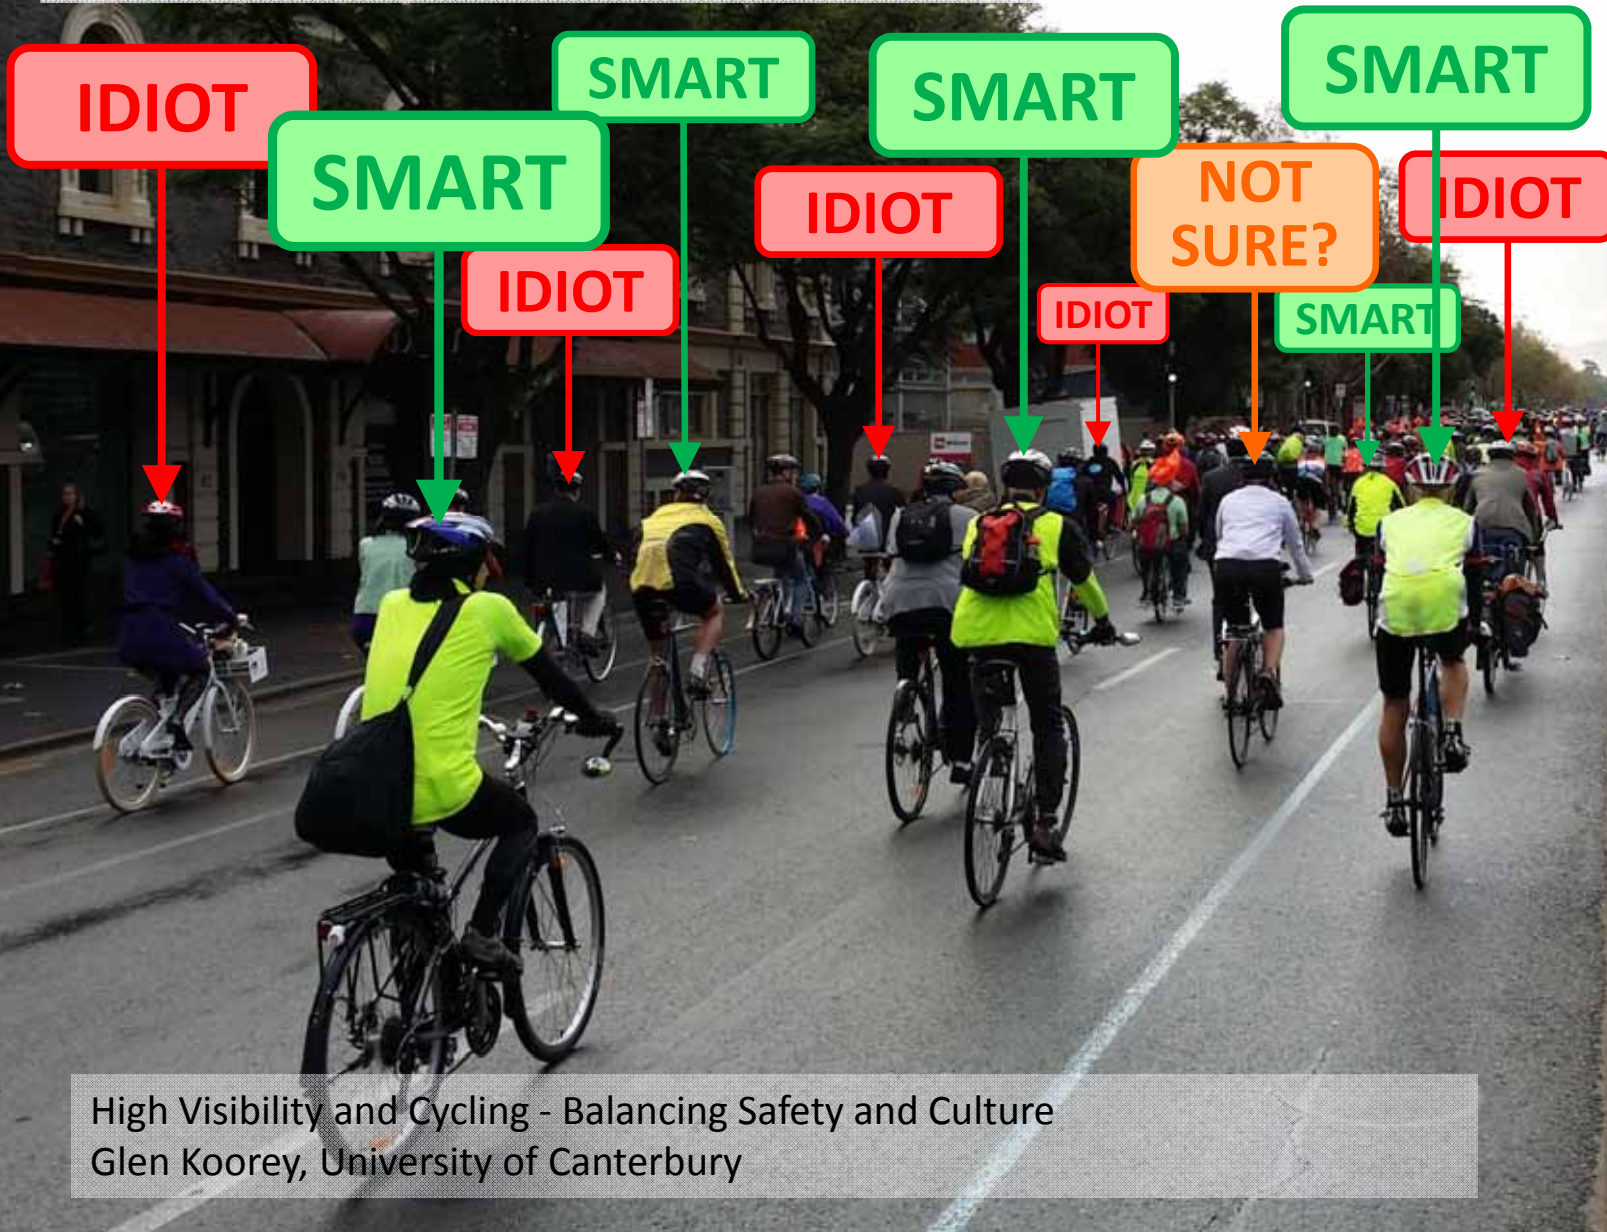 SMART
SMART
SMART
IDIOT
SMART
IDIOT
NOT
SURE?
IDIOT
IDIOT
IDIOT
SMART
High Visibility and Cycling - Balancing Safety and Culture
Glen Koorey, University of Canterbury